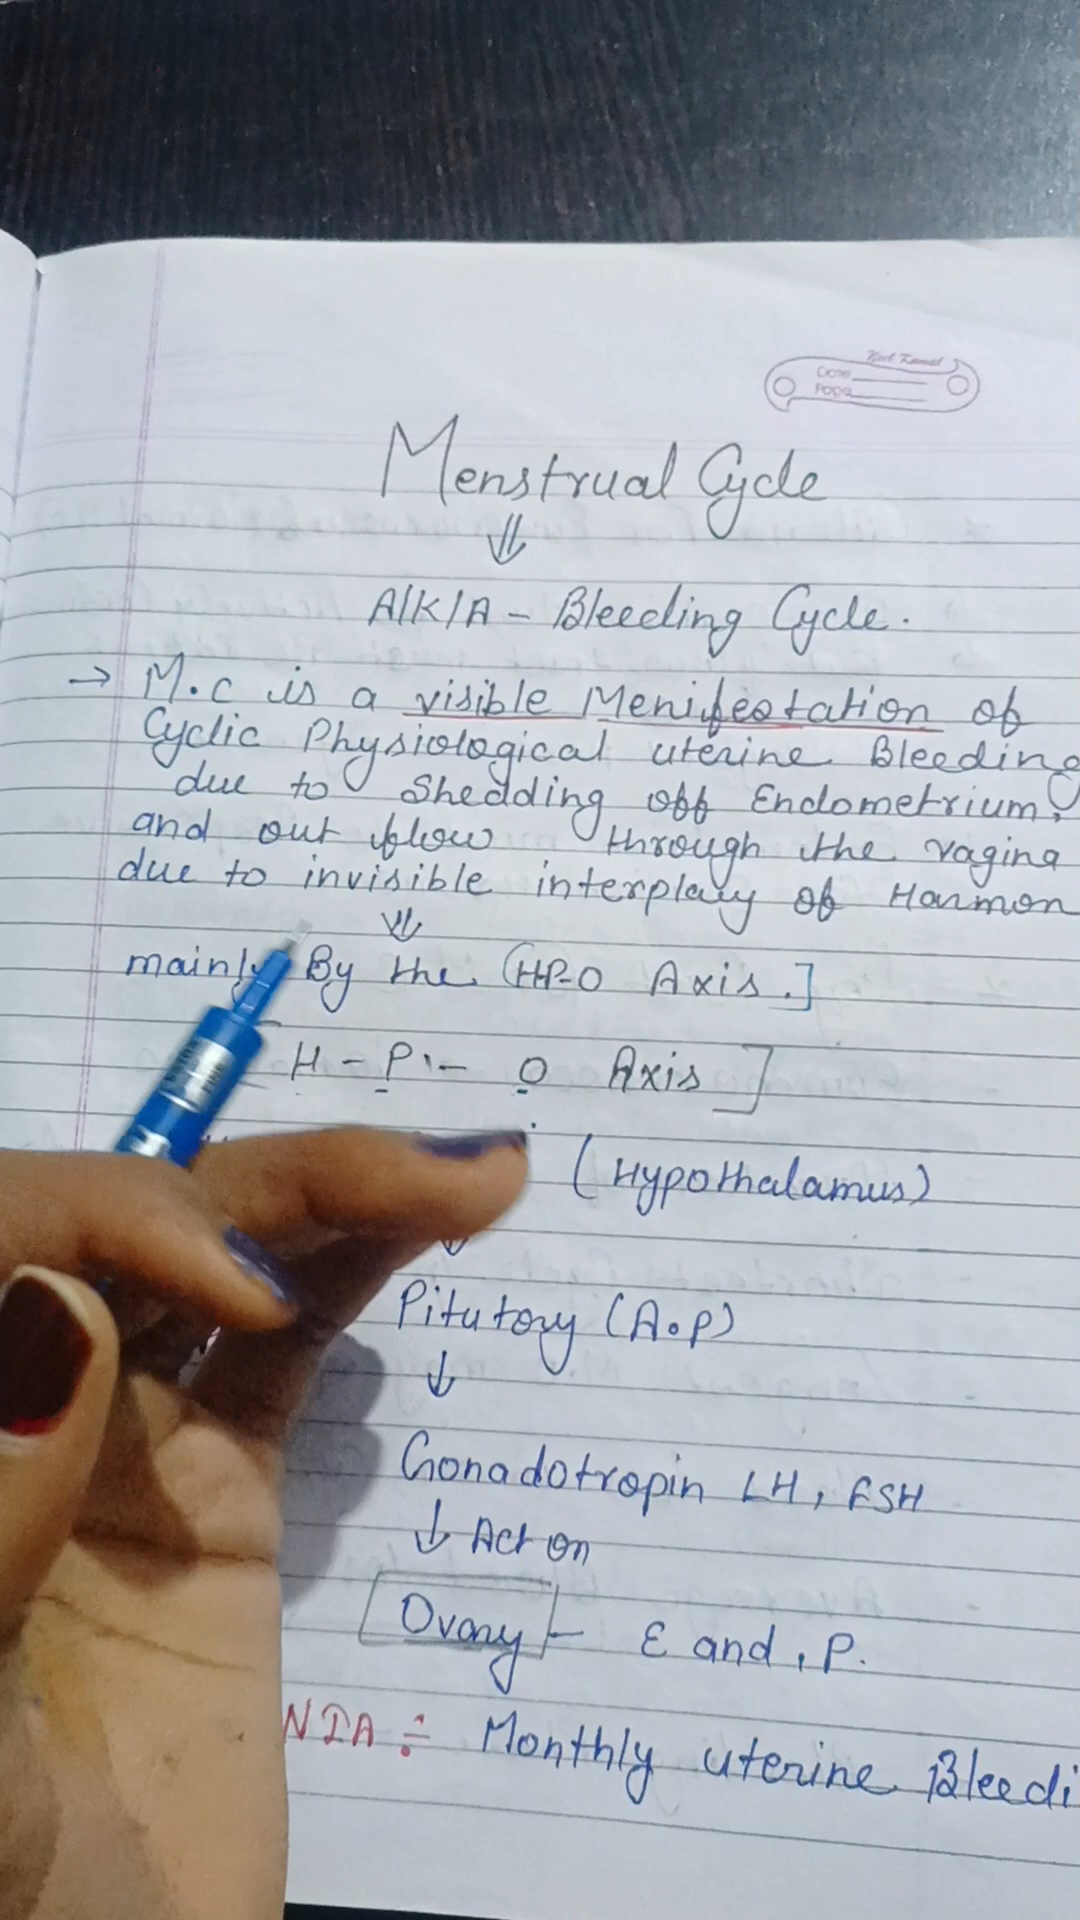 Red Kamal
Date
Page
Menstrual Cycle
A/K/A - Bleeding Cycle.
→ M.C is a visible Menifestation of
Cyclic Physiological uterine Bleeding
due to Shedding off Endometrium,
and out flow through the vagina
due to invisible interplay of Harmon
mainly By the (H-P-O Axis.]
H - P - O Axis ]
(Hypothalamus)
Pitutory (A.P)
↓
Gonadotropin LH, FSH
↓ Act on
Ovary - E and, P.
NIA ÷ Monthly uterine Bleedi